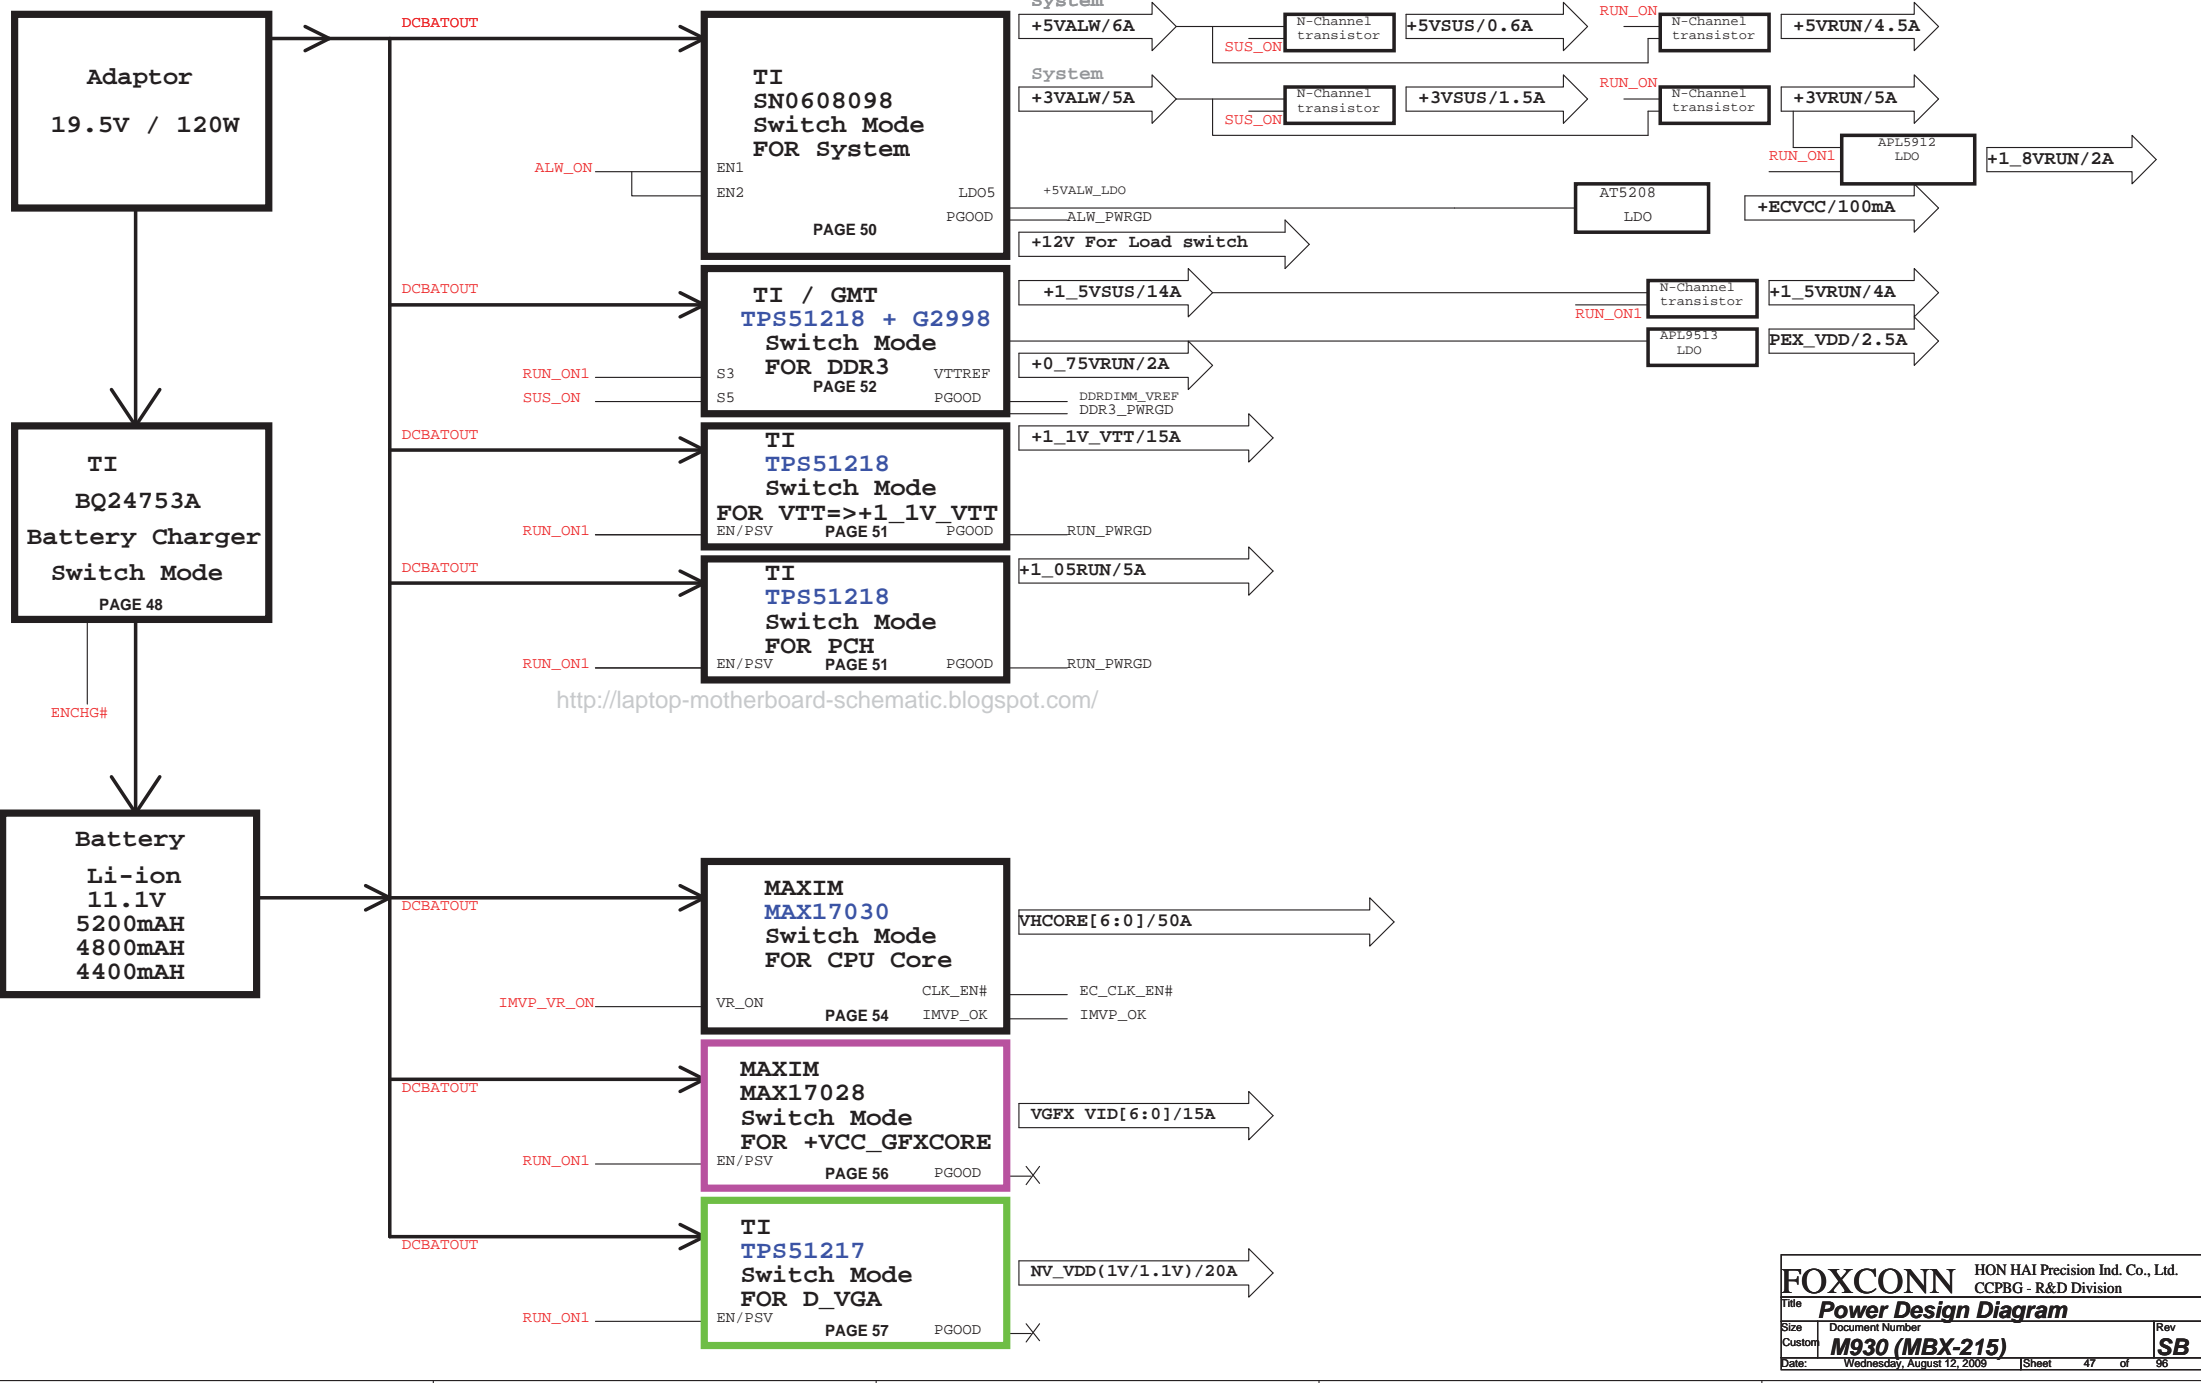 Adaptor
19.5V / 120W
TI
BQ24753A
Battery Charger
Switch Mode
PAGE 48
ENCHG#
Battery
Li-ion
11.1V
5200mAH
4800mAH
4400mAH
DCBATOUT
TI
SN0608098
Switch Mode
FOR System
ALW_ON
EN1
EN2
LDO5
PGOOD
PAGE 50
System
+5VALW/6A
SUS_ON
N-Channel
transistor
+5VSUS/0.6A
RUN_ON
N-Channel
transistor
+5VRUN/4.5A
System
+3VALW/5A
SUS_ON
N-Channel
transistor
+3VSUS/1.5A
RUN_ON
N-Channel
transistor
+3VRUN/5A
RUN_ON1
APL5912
LDO
+1_8VRUN/2A
+5VALW_LDO
ALW_PWRGD
AT5208
LDO
+ECVCC/100mA
+12V For Load switch
DCBATOUT
TI / GMT
TPS51218 + G2998
Switch Mode
FOR DDR3
PAGE 52
RUN_ON1
S3
VTTREF
SUS_ON
S5
PGOOD
+1_5VSUS/14A
RUN_ON1
N-Channel
transistor
+1_5VRUN/4A
APL9513
LDO
PEX_VDD/2.5A
+0_75VRUN/2A
DDRDIMM_VREF
DDR3_PWRGD
DCBATOUT
TI
TPS51218
Switch Mode
FOR VTT=>+1_1V_VTT
RUN_ON1
EN/PSV
PAGE 51
PGOOD
RUN_PWRGD
+1_1V_VTT/15A
DCBATOUT
TI
TPS51218
Switch Mode
FOR PCH
RUN_ON1
EN/PSV
PAGE 51
PGOOD
RUN_PWRGD
+1_05RUN/5A
http://laptop-motherboard-schematic.blogspot.com/
DCBATOUT
MAXIM
MAX17030
Switch Mode
FOR CPU Core
IMVP_VR_ON
VR_ON
PAGE 54
CLK_EN#
IMVP_OK
EC_CLK_EN#
IMVP_OK
VHCORE[6:0]/50A
DCBATOUT
MAXIM
MAX17028
Switch Mode
FOR +VCC_GFXCORE
RUN_ON1
EN/PSV
PAGE 56
PGOOD
VGFX VID[6:0]/15A
DCBATOUT
TI
TPS51217
Switch Mode
FOR D_VGA
RUN_ON1
EN/PSV
PAGE 57
PGOOD
NV_VDD(1V/1.1V)/20A
FOXCONN
HON HAI Precision Ind. Co., Ltd.
CCPBG - R&D Division
Title
Power Design Diagram
Size
Custom
Document Number
M930 (MBX-215)
Rev
SB
Date: Wednesday, August 12, 2009 Sheet 47 of 96